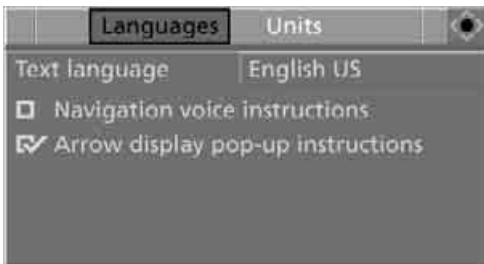 Languages Units
Text language English US
Navigation voice instructions
Arrow display pop-up instructions